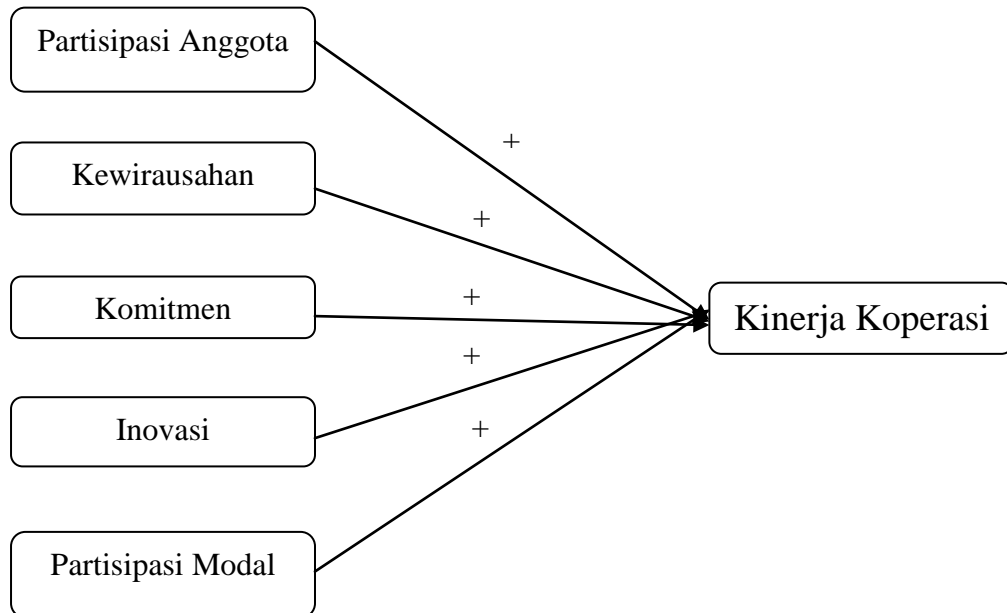 Partisipasi Anggota
+
Kewirausahan
+
Komitmen
+
Kinerja Koperasi
+
Inovasi
+
Partisipasi Modal